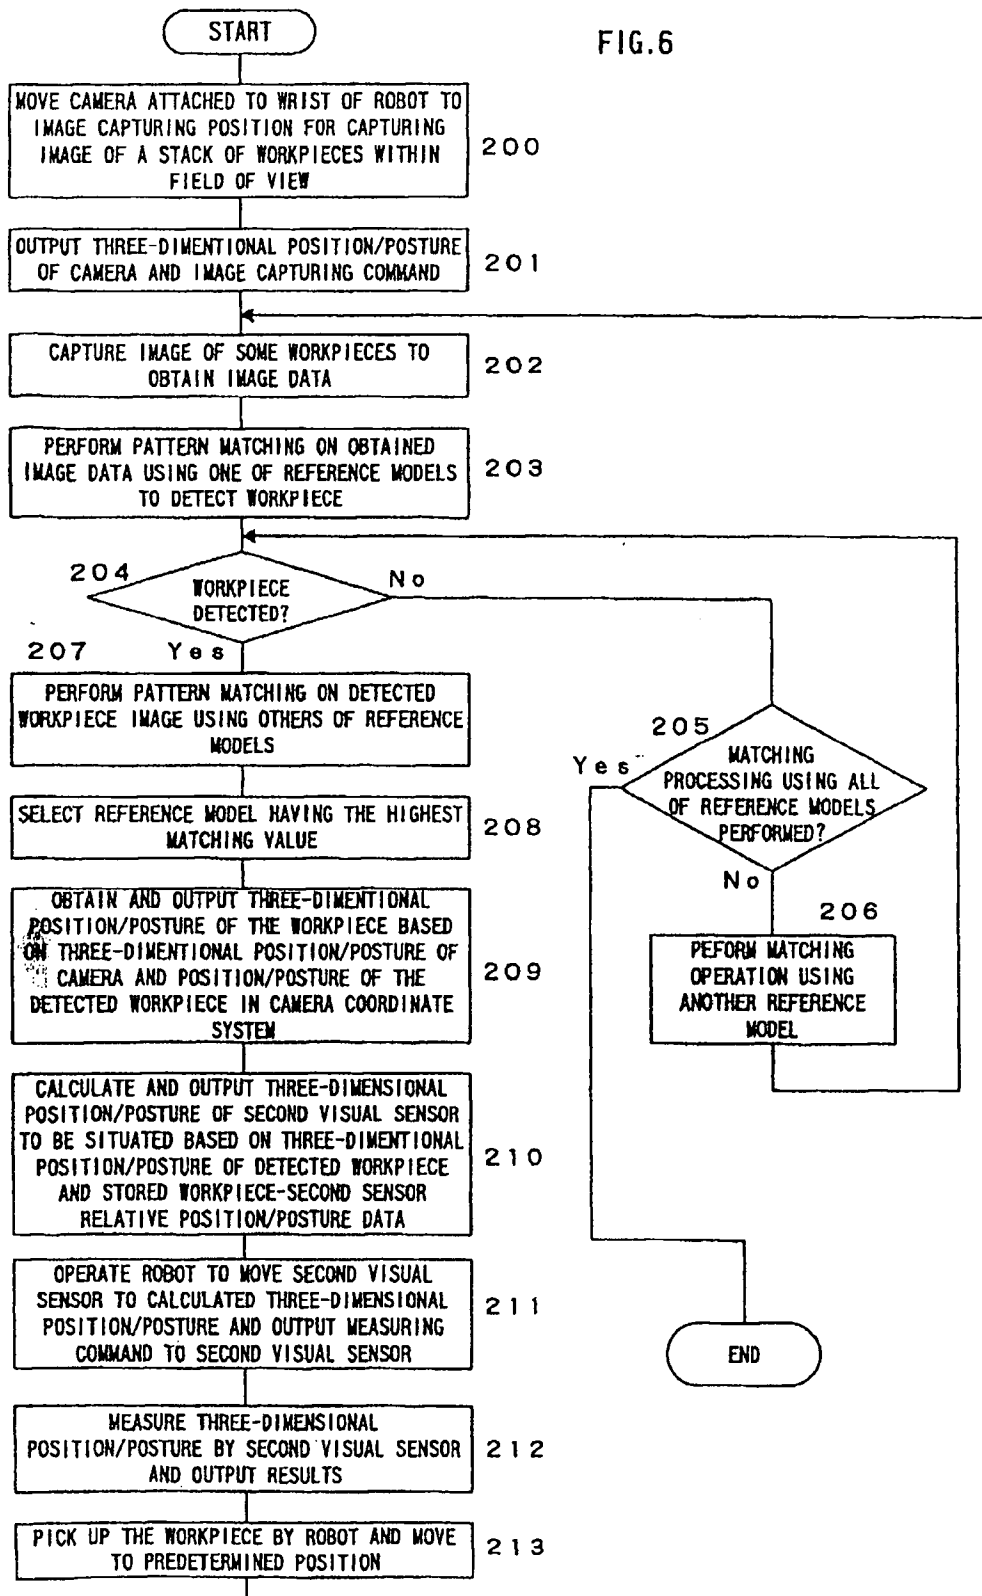 START
FIG.6
MOVE CAMERA ATTACHED TO WRIST OF ROBOT TO
IMAGE CAPTURING POSITION FOR CAPTURING
IMAGE OF A STACK OF WORKPIECES WITHIN
FIELD OF VIEW
200
OUTPUT THREE-DIMENTIONAL POSITION/POSTURE
OF CAMERA AND IMAGE CAPTURING COMMAND
201
CAPTURE IMAGE OF SOME WORKPIECES TO
OBTAIN IMAGE DATA
202
PERFORM PATTERN MATCHING ON OBTAINED
IMAGE DATA USING ONE OF REFERENCE MODELS
TO DETECT WORKPIECE
203
204
WORKPIECE
DETECTED?
No
Yes
207
PERFORM PATTERN MATCHING ON DETECTED
WORKPIECE IMAGE USING OTHERS OF REFERENCE
MODELS
205
MATCHING
PROCESSING USING ALL
OF REFERENCE MODELS
PERFORMED?
Yes
No
206
PEFORM MATCHING
OPERATION USING
ANOTHER REFERENCE
MODEL
SELECT REFERENCE MODEL HAVING THE HIGHEST
MATCHING VALUE
208
OBTAIN AND OUTPUT THREE-DIMENTIONAL
POSITION/POSTURE OF THE WORKPIECE BASED
ON THREE-DIMENTIONAL POSITION/POSTURE OF
CAMERA AND POSITION/POSTURE OF THE
DETECTED WORKPIECE IN CAMERA COORDINATE
SYSTEM
209
CALCULATE AND OUTPUT THREE-DIMENSIONAL
POSITION/POSTURE OF SECOND VISUAL SENSOR
TO BE SITUATED BASED ON THREE-DIMENTIONAL
POSITION/POSTURE OF DETECTED WORKPIECE
AND STORED WORKPIECE-SECOND SENSOR
RELATIVE POSITION/POSTURE DATA
210
OPERATE ROBOT TO MOVE SECOND VISUAL
SENSOR TO CALCULATED THREE-DIMENSIONAL
POSITION/POSTURE AND OUTPUT MEASURING
COMMAND TO SECOND VISUAL SENSOR
211
END
MEASURE THREE-DIMENSIONAL
POSITION/POSTURE BY SECOND VISUAL SENSOR
AND OUTPUT RESULTS
212
PICK UP THE WORKPIECE BY ROBOT AND MOVE
TO PREDETERMINED POSITION
213